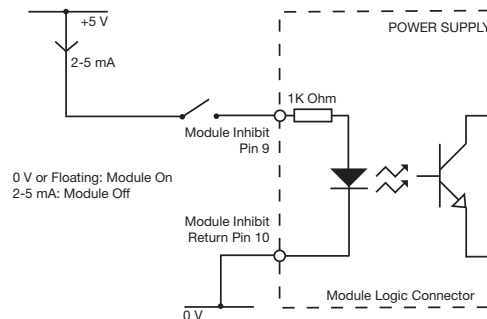 +5 V
POWER SUPPLY
2-5 mA
1K Ohm
Module Inhibit
Pin 9
0 V or Floating: Module On
2-5 mA: Module Off
Module Inhibit
Return Pin 10
Module Logic Connector
0 V